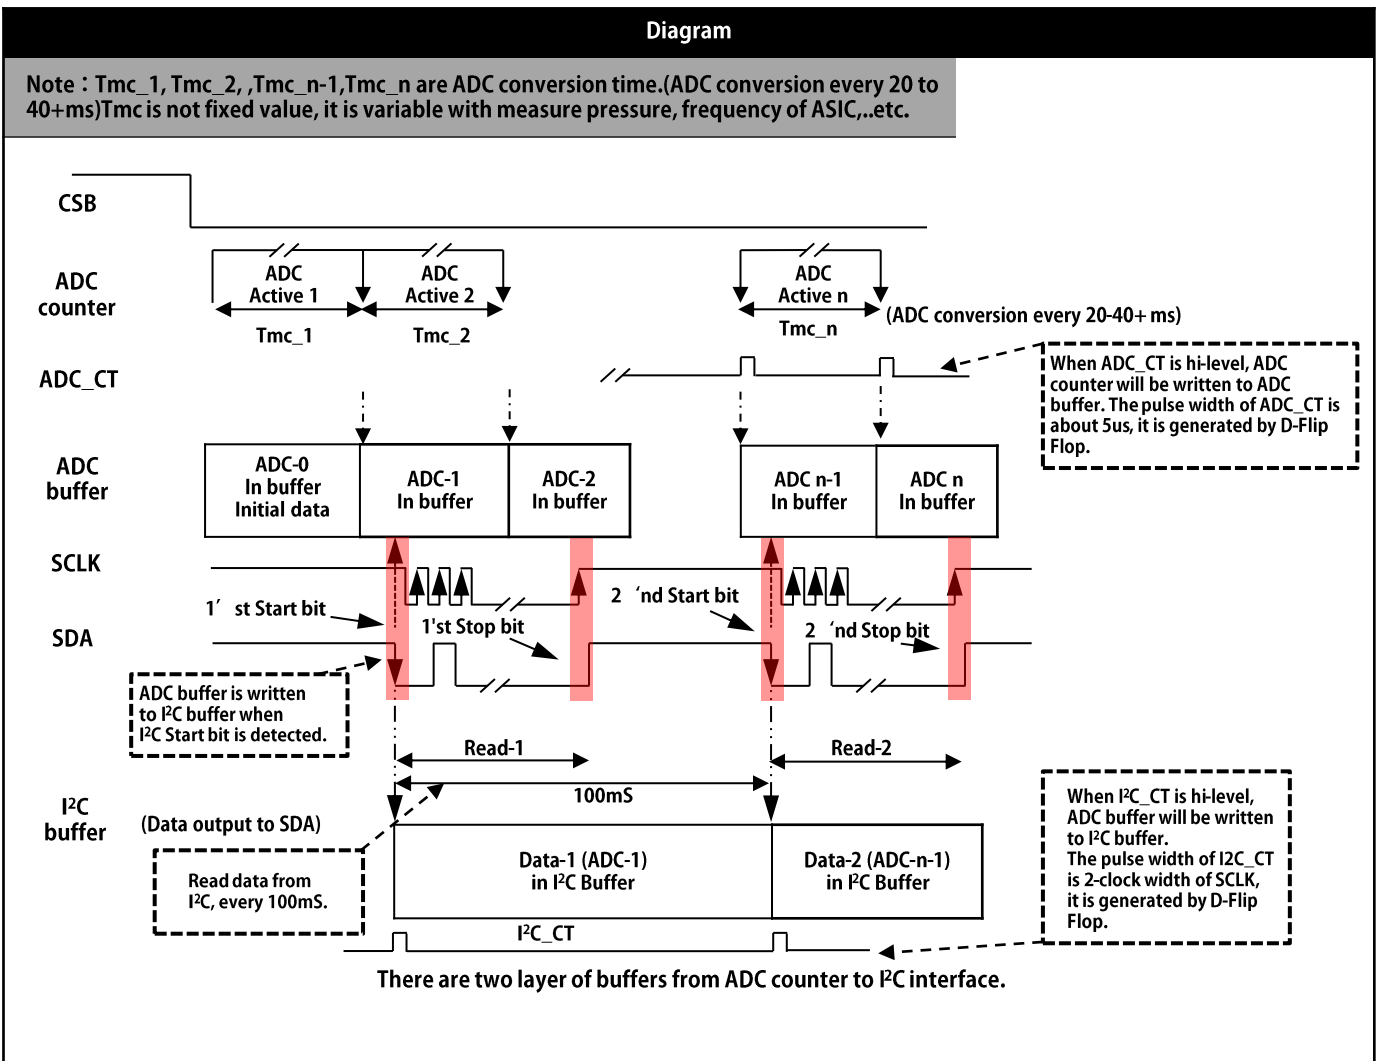 Diagram
Note：Tmc_1, Tmc_2, ,Tmc_n-1,Tmc_n are ADC conversion time.(ADC conversion every 20 to
40+ms)Tmc is not fixed value, it is variable with measure pressure, frequency of ASIC,..etc.
CSB
ADC
counter
ADC
Active 1
ADC
Active 2
ADC
Active n
Tmc_1
Tmc_2
Tmc_n
(ADC conversion every 20-40+ ms)
ADC_CT
When ADC_CT is hi-level, ADC
counter will be written to ADC
buffer. The pulse width of ADC_CT is
about 5us, it is generated by D-Flip
Flop.
ADC
buffer
ADC-0
In buffer
Initial data
ADC-1
In buffer
ADC-2
In buffer
ADC n-1
In buffer
ADC n
In buffer
SCLK
1’ st Start bit
2 ‘nd Start bit
SDA
1'st Stop bit
2 ‘nd Stop bit
ADC buffer is written
to I²C buffer when
I²C Start bit is detected.
Read-1
Read-2
100mS
I²C
buffer
(Data output to SDA)
Read data from
I²C, every 100mS.
Data-1 (ADC-1)
in I²C Buffer
Data-2 (ADC-n-1)
in I²C Buffer
When I²C_CT is hi-level,
ADC buffer will be written
to I²C buffer.
The pulse width of I2C_CT
is 2-clock width of SCLK,
it is generated by D-Flip
Flop.
I²C_CT
There are two layer of buffers from ADC counter to I²C interface.